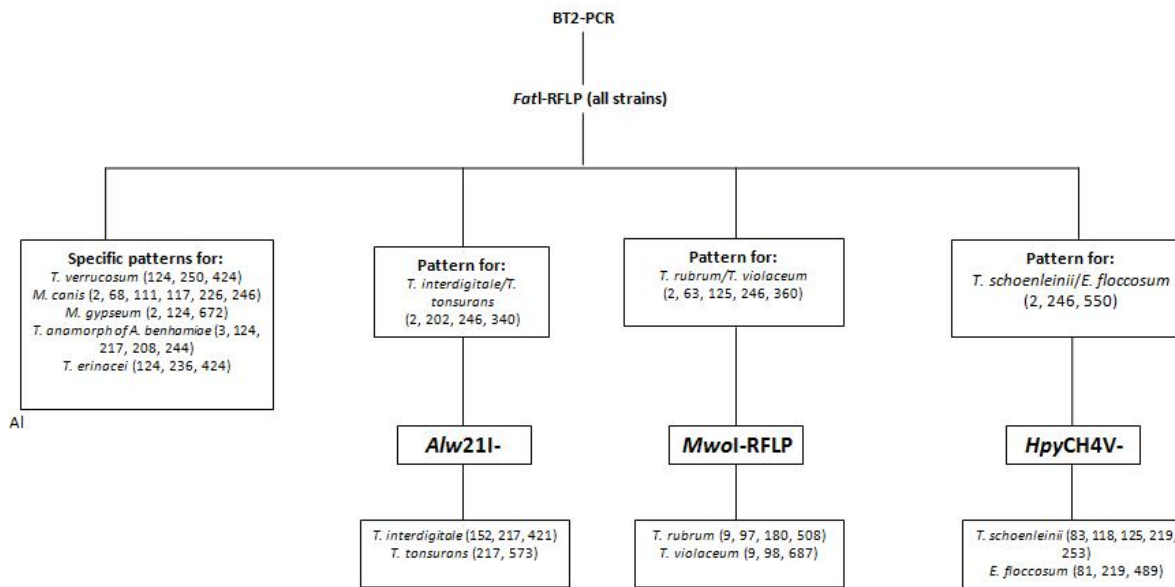 BT2-PCR
FatI-RFLP (all strains)
Specific patterns for:
T. verrucosum (124, 250, 424)
M. canis (2, 68, 111, 117, 226, 246)
M. gypseum (2, 124, 672)
T. anamorph of A. benhamiae (3, 124,
217, 208, 244)
T. erinacei (124, 236, 424)
Pattern for:
T. interdigitale/T.
tonsurans
(2, 202, 246, 340)
Pattern for:
T. rubrum/T. violaceum
(2, 63, 125, 246, 360)
Pattern for:
T. schoenleinii/E. floccosum
(2, 246, 550)
Al
Alw21I-
MwoI-RFLP
HpyCH4V-
T. interdigitale (152, 217, 421)
T. tonsurans (217, 573)
T. rubrum (9, 97, 180, 508)
T. violaceum (9, 98, 687)
T. schoenleinii (83, 118, 125, 219,
253)
E. floccosum (81, 219, 489)